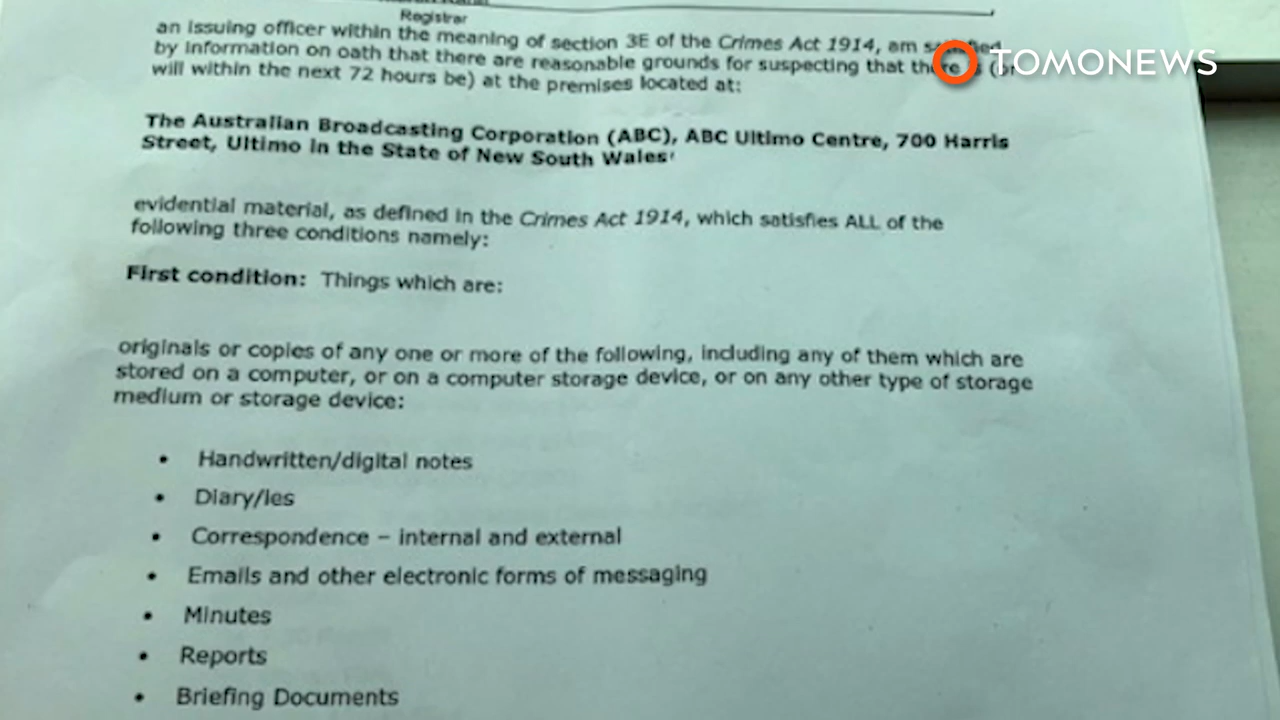 Registrar
an issuing officer within the meaning of section 3E of the Crimes Act 1914, am satisfied
by information on oath that there are reasonable grounds for suspecting that there is (or
will within the next 72 hours be) at the premises located at:
TOMONEWS
The Australian Broadcasting Corporation (ABC), ABC Ultimo Centre, 700 Harris
Street, Ultimo in the State of New South Wales'
evidential material, as defined in the Crimes Act 1914, which satisfies ALL of the
following three conditions namely:
First condition: Things which are:
originals or copies of any one or more of the following, including any of them which are
stored on a computer, or on a computer storage device, or on any other type of storage
medium or storage device:
• Handwritten/digital notes
• Diary/ies
• Correspondence – internal and external
• Emails and other electronic forms of messaging
• Minutes
• Reports
• Briefing Documents